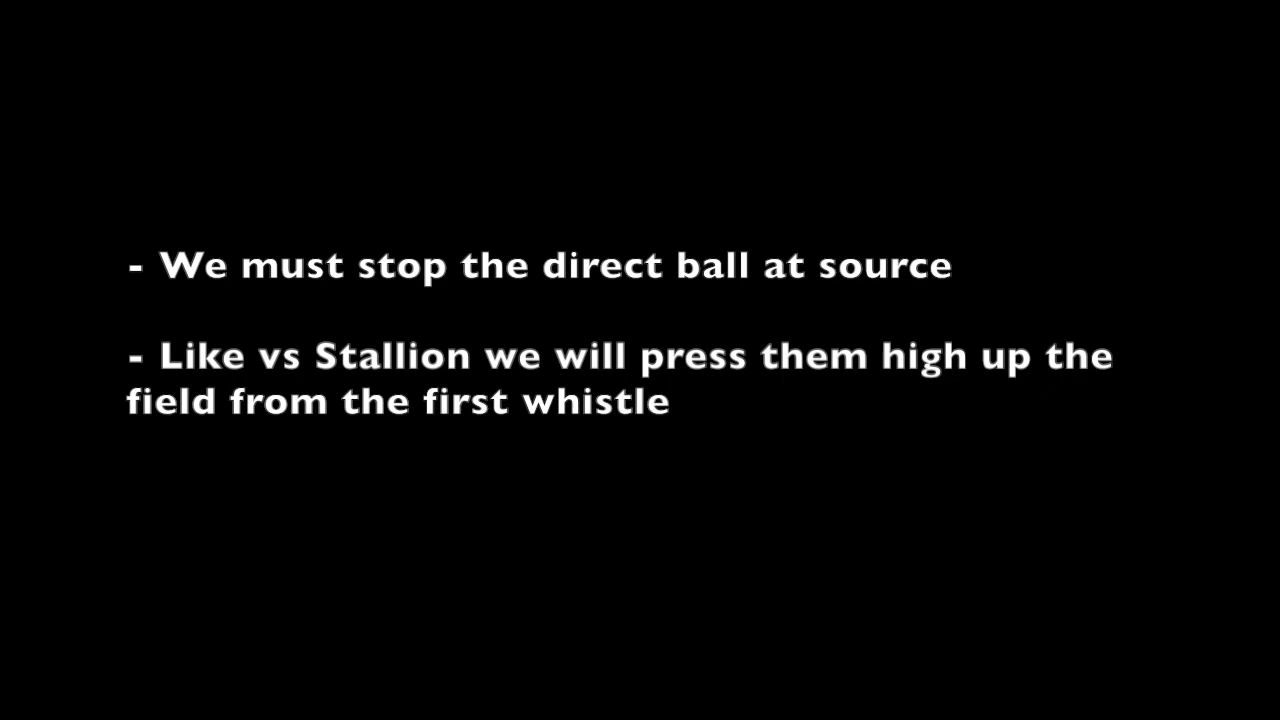 - We must stop the direct ball at source
- Like vs Stallion we will press them high up the
field from the first whistle